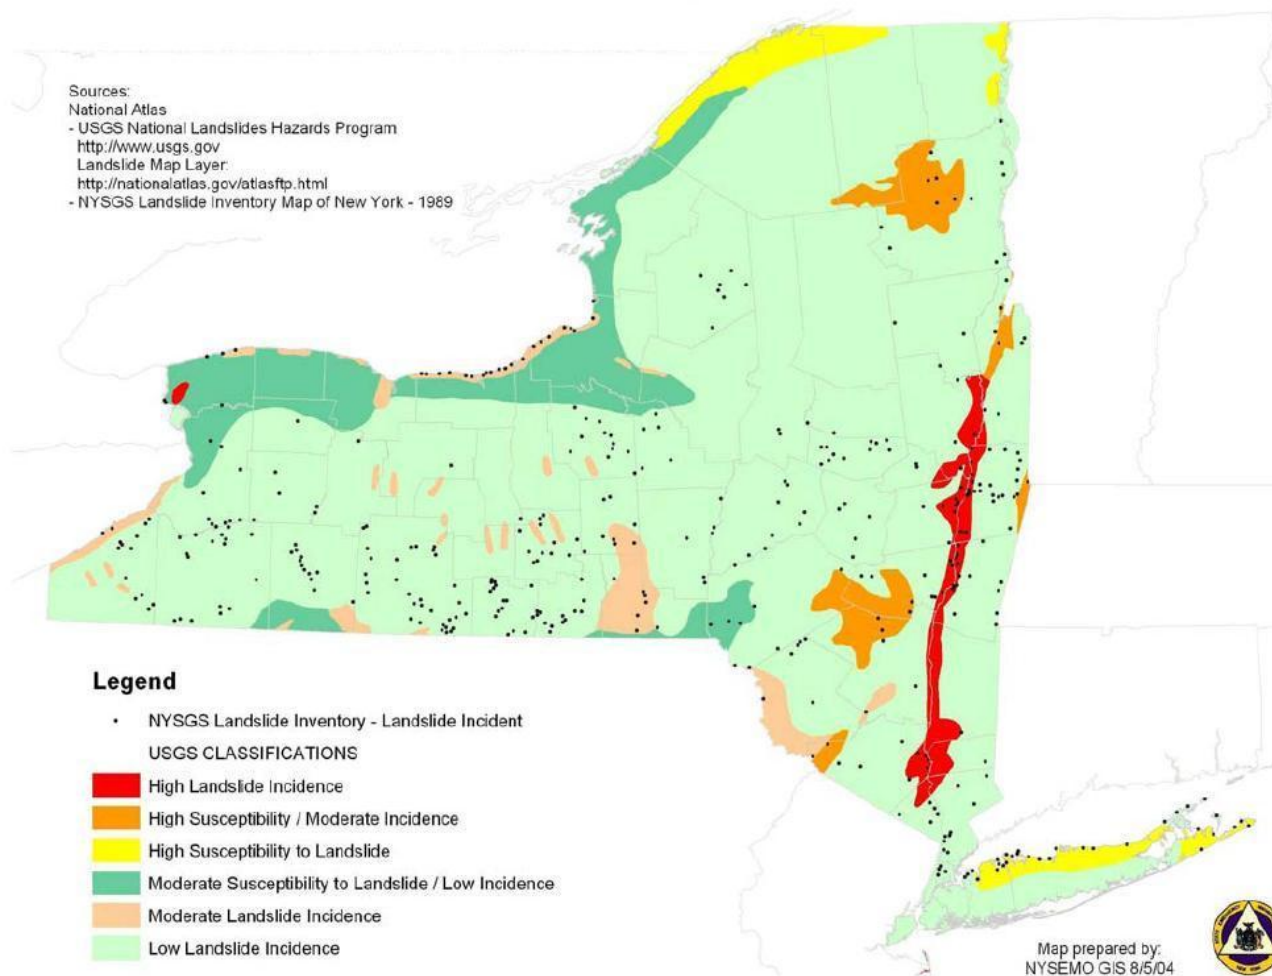 Sources:
National Atlas
- USGS National Landslides Hazards Program
http://www.usgs.gov
Landslide Map Layer:
http://nationalatlas.gov/atlasftp.html
- NYSGS Landslide Inventory Map of New York - 1989
Legend
NYSGS Landslide Inventory - Landslide Incident
USGS CLASSIFICATIONS
High Landslide Incidence
High Susceptibility / Moderate Incidence
High Susceptibility to Landslide
Moderate Susceptibility to Landslide / Low Incidence
Moderate Landslide Incidence
Low Landslide Incidence
Map prepared by:
NYSEMO GIS 8/5/04